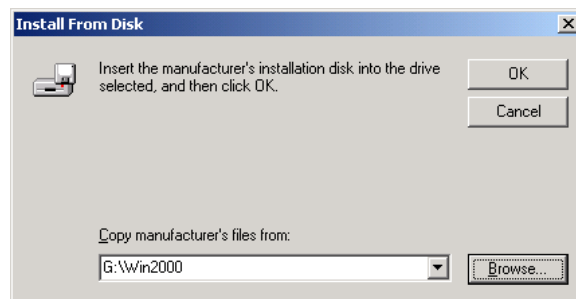 Install From Disk
Insert the manufacturer's installation disk into the drive
selected, and then click OK.
OK
Cancel
Copy manufacturer's files from:
G:\Win2000
Browse...